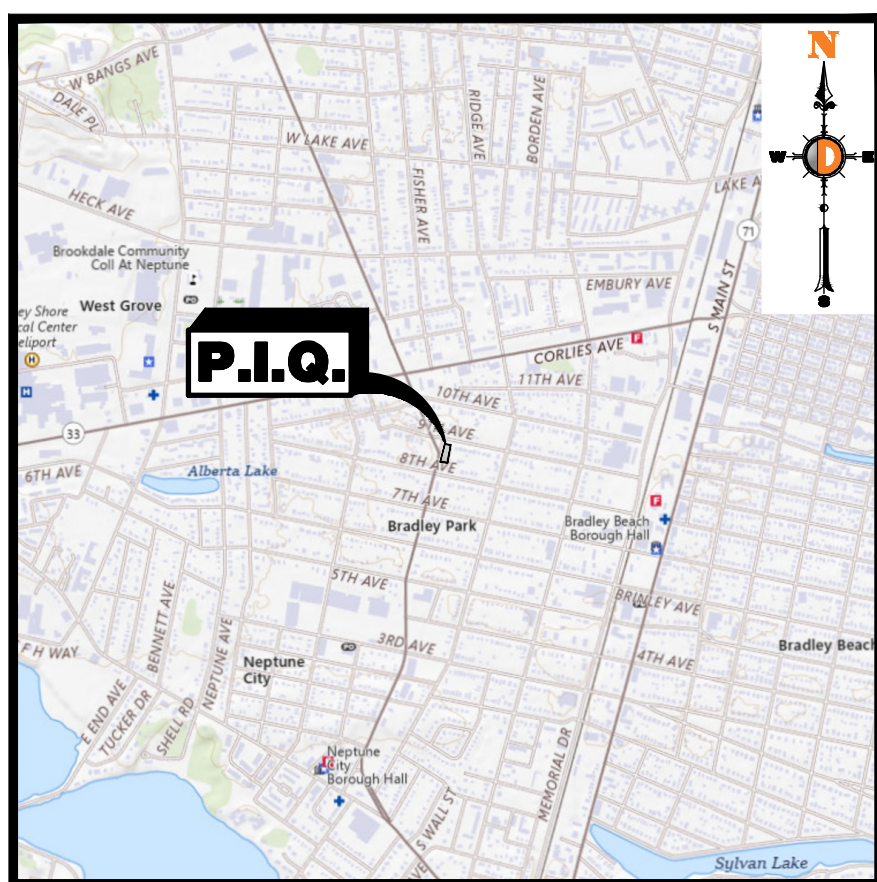 N
W BANGS AVE
DALE PL
W LAKE AVE
RIDGE AVE
BORDEN AVE
W
D
E
S
HECK AVE
FISHER AVE
LAKE A
71
Brookdale Community
Coll At Neptune
PO
West Grove
EMBURY AVE
S MAIN ST
ey Shore
cal Center
eliport
H
H
P.I.Q.
F
CORLIES AVE
11TH AVE
10TH AVE
33
6TH AVE
Alberta Lake
8TH AVE
7TH AVE
Bradley Park
F
Bradley Beach
Borough Hall
5TH AVE
BENNETT AVE
NEPTUNE AVE
BRINLEY AVE
3RD AVE
PO
F H WAY
Neptune
City
4TH AVE
Bradley Beach
E END AVE
TUCKER DR
SHELL RD
Neptune
City
Borough Hall
S WALL ST
MEMORIAL DR
AVE
Sylvan Lake